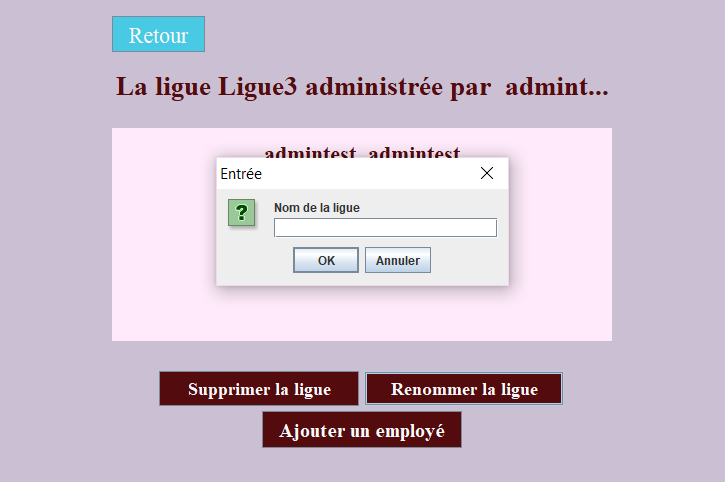 Retour
La ligue Ligue3 administrée par admint...
admintest admintest
Entrée
?
Nom de la ligue
OK
Annuler
Supprimer la ligue
Renommer la ligue
Ajouter un employé